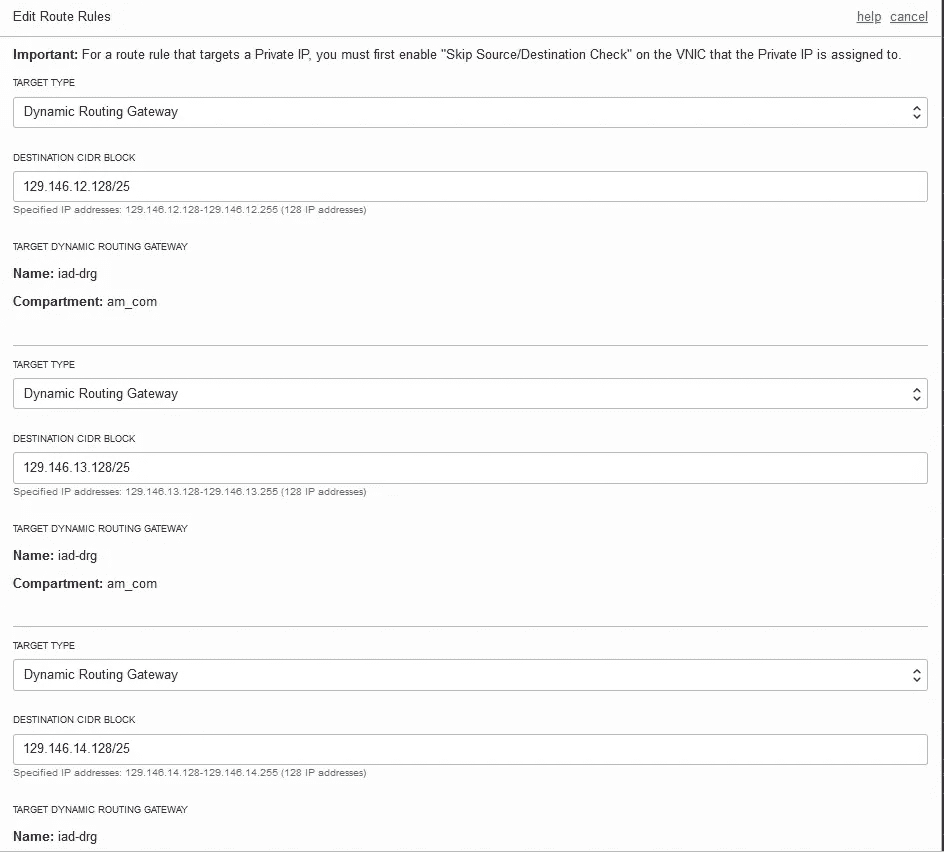 Edit Route Rules
help cancel
Important: For a route rule that targets a Private IP, you must first enable "Skip Source/Destination Check" on the VNIC that the Private IP is assigned to.
TARGET TYPE
Dynamic Routing Gateway
DESTINATION CIDR BLOCK
129.146.12.128/25
Specified IP addresses: 129.146.12.128-129.146.12.255 (128 IP addresses)
TARGET DYNAMIC ROUTING GATEWAY
Name: iad-drg
Compartment: am_com
TARGET TYPE
Dynamic Routing Gateway
DESTINATION CIDR BLOCK
129.146.13.128/25
Specified IP addresses: 129.146.13.128-129.146.13.255 (128 IP addresses)
TARGET DYNAMIC ROUTING GATEWAY
Name: iad-drg
Compartment: am_com
TARGET TYPE
Dynamic Routing Gateway
DESTINATION CIDR BLOCK
129.146.14.128/25
Specified IP addresses: 129.146.14.128-129.146.14.255 (128 IP addresses)
TARGET DYNAMIC ROUTING GATEWAY
Name: iad-drg